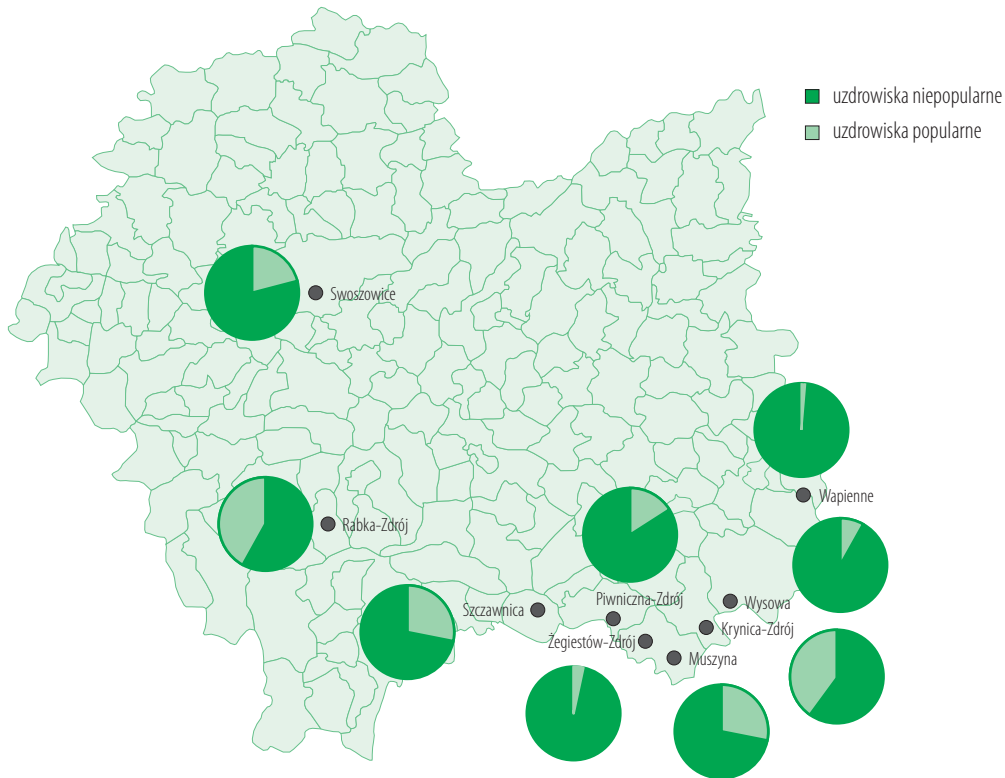 uzdrowiska niepopularne
uzdrowiska popularne
Swoszowice
Wapienne
Rabka-Zdrój
Szczawnica
Piwniczna-Zdrój
Wysowa
Krynica-Zdrój
Żegiestów-Zdrój
Muszyna